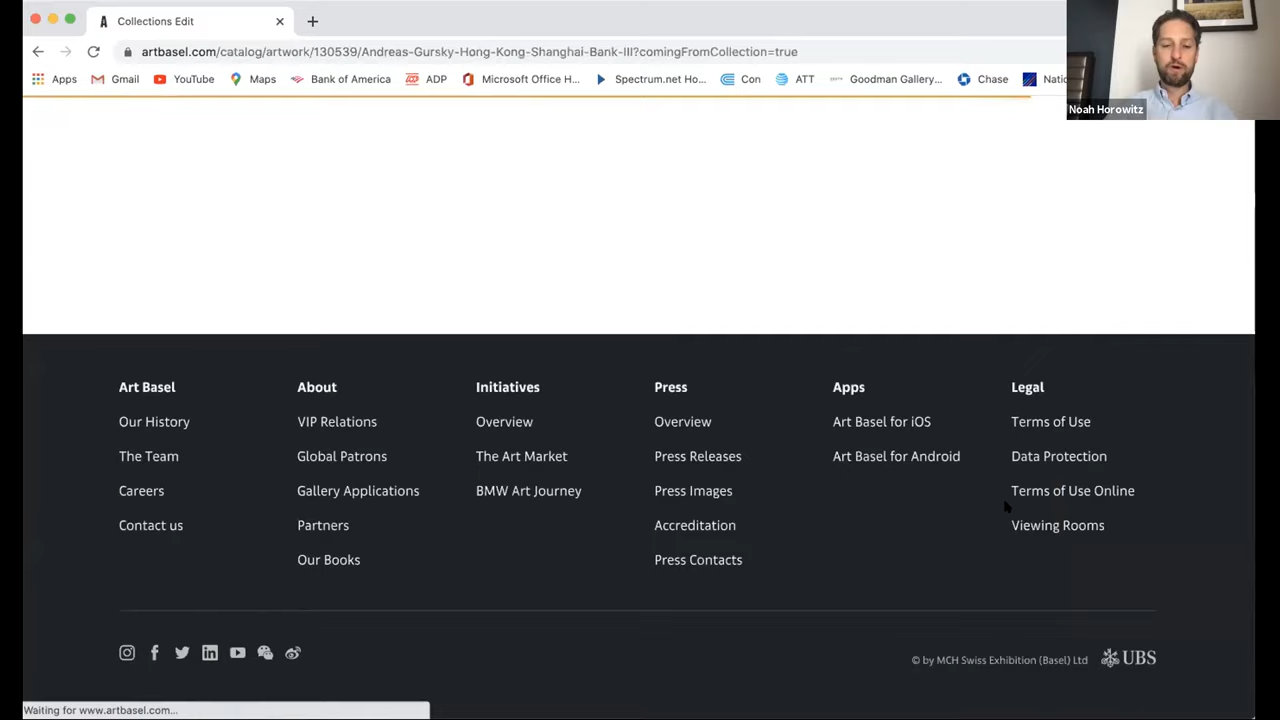 Collections Edit
artbasel.com/catalog/artwork/130539/Andreas-Gursky-Hong-Kong-Shanghai-Bank-III?comingFromCollection=true
Apps Gmail YouTube Maps Bank of America ADP Microsoft Office H... Spectrum.net Ho... Con ATT Goodman Gallery... Chase Natio
Noah Horowitz
Art Basel
Our History
The Team
Careers
Contact us
About
VIP Relations
Global Patrons
Gallery Applications
Partners
Our Books
Initiatives
Overview
The Art Market
BMW Art Journey
Press
Overview
Press Releases
Press Images
Accreditation
Press Contacts
Apps
Art Basel for iOS
Art Basel for Android
Legal
Terms of Use
Data Protection
Terms of Use Online
Viewing Rooms
© by MCH Swiss Exhibition (Basel) Ltd UBS
Waiting for www.artbasel.com...